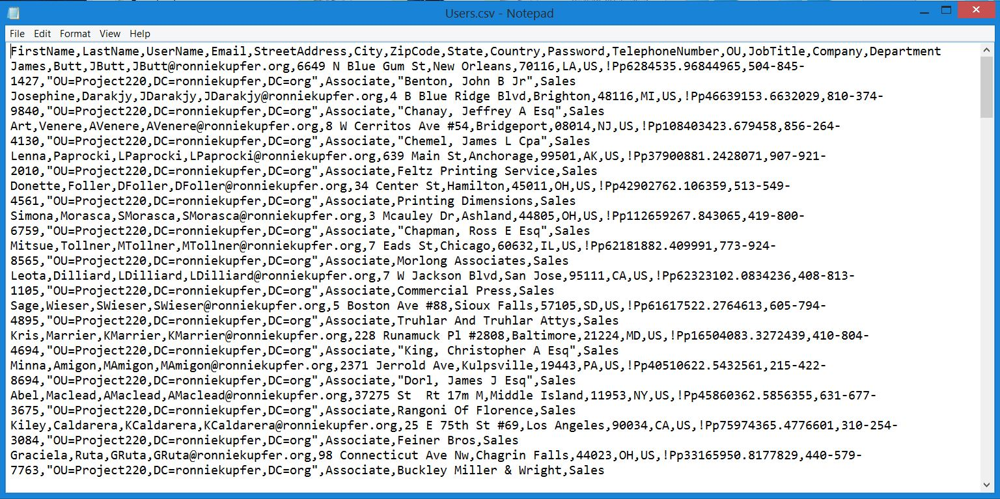 Users.csv - Notepad
File Edit Format View Help
FirstName,LastName,UserName,Email,StreetAddress,City,ZipCode,State,Country,Password,TelephoneNumber,OU,JobTitle,Company,Department
James,Butt,JButt,JButt@ronniekupfer.org,6649 N Blue Gum St,New Orleans,70116,LA,US,!Pp6284535.96844965,504-845-
1427,"OU=Project220,DC=ronniekupfer,DC=org",Associate,"Benton, John B Jr",Sales
Josephine,Darakjy,JDarakjy,JDarakjy@ronniekupfer.org,4 B Blue Ridge Blvd,Brighton,48116,MI,US,!Pp46639153.6632029,810-374-
9840,"OU=Project220,DC=ronniekupfer,DC=org",Associate,"Chanay, Jeffrey A Esq",Sales
Art,Venere,AVenere,AVenere@ronniekupfer.org,8 W Cerritos Ave #54,Bridgeport,08014,NJ,US,!Pp108403423.679458,856-264-
4130,"OU=Project220,DC=ronniekupfer,DC=org",Associate,"Chemel, James L Cpa",Sales
Lenna,Paprocki,LPaprocki,LPaprocki@ronniekupfer.org,639 Main St,Anchorage,99501,AK,US,!Pp37900881.2428071,907-921-
2010,"OU=Project220,DC=ronniekupfer,DC=org",Associate,Feltz Printing Service,Sales
Donette,Foller,DFoller,DFoller@ronniekupfer.org,34 Center St,Hamilton,45011,OH,US,!Pp42902762.106359,513-549-
4561,"OU=Project220,DC=ronniekupfer,DC=org",Associate,Printing Dimensions,Sales
Simona,Morasca,SMorasca,SMorasca@ronniekupfer.org,3 Mcauley Dr,Ashland,44805,OH,US,!Pp112659267.843065,419-800-
6759,"OU=Project220,DC=ronniekupfer,DC=org",Associate,"Chapman, Ross E Esq",Sales
Mitsue,Tollner,MTollner,MTollner@ronniekupfer.org,7 Eads St,Chicago,60632,IL,US,!Pp62181882.409991,773-924-
8565,"OU=Project220,DC=ronniekupfer,DC=org",Associate,Morlong Associates,Sales
Leota,Dilliard,LDilliard,LDilliard@ronniekupfer.org,7 W Jackson Blvd,San Jose,95111,CA,US,!Pp62323102.0834236,408-813-
1105,"OU=Project220,DC=ronniekupfer,DC=org",Associate,Commercial Press,Sales
Sage,Wieser,SWieser,SWieser@ronniekupfer.org,5 Boston Ave #88,Sioux Falls,57105,SD,US,!Pp61617522.2764613,605-794-
4895,"OU=Project220,DC=ronniekupfer,DC=org",Associate,Truhlar And Truhlar Attys,Sales
Kris,Marrier,KMarrier,KMarrier@ronniekupfer.org,228 Runamuck Pl #2808,Baltimore,21224,MD,US,!Pp16504083.3272439,410-804-
4694,"OU=Project220,DC=ronniekupfer,DC=org",Associate,"King, Christopher A Esq",Sales
Minna,Amigon,MAmigon,MAmigon@ronniekupfer.org,2371 Jerrold Ave,Kulpsville,19443,PA,US,!Pp40510622.5432561,215-422-
8694,"OU=Project220,DC=ronniekupfer,DC=org",Associate,"Dorl, James J Esq",Sales
Abel,Maclead,AMaclead,AMaclead@ronniekupfer.org,37275 St  Rt 17m M,Middle Island,11953,NY,US,!Pp45860362.5856355,631-677-
3675,"OU=Project220,DC=ronniekupfer,DC=org",Associate,Rangoni Of Florence,Sales
Kiley,Caldarera,KCaldarera,KCaldarera@ronniekupfer.org,25 E 75th St #69,Los Angeles,90034,CA,US,!Pp75974365.4776601,310-254-
3084,"OU=Project220,DC=ronniekupfer,DC=org",Associate,Feiner Bros,Sales
Graciela,Ruta,GRuta,GRuta@ronniekupfer.org,98 Connecticut Ave Nw,Chagrin Falls,44023,OH,US,!Pp33165950.8177829,440-579-
7763,"OU=Project220,DC=ronniekupfer,DC=org",Associate,Buckley Miller & Wright,Sales